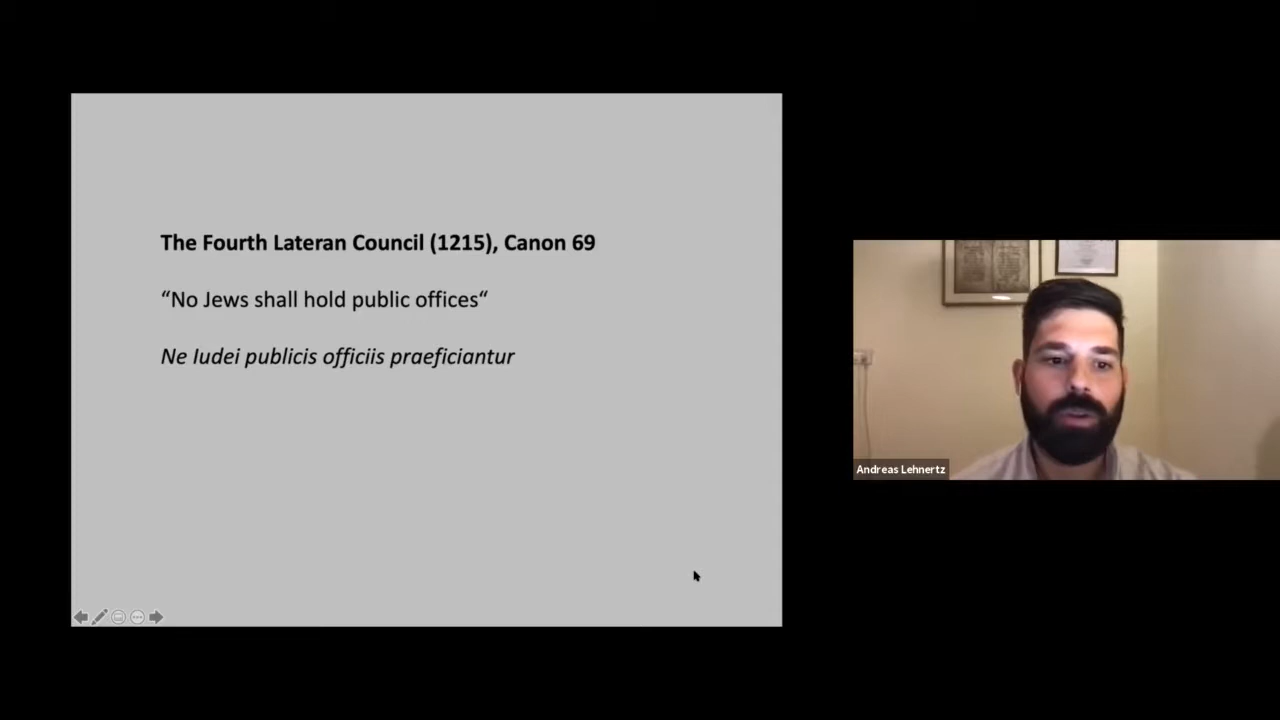 The Fourth Lateran Council (1215), Canon 69
“No Jews shall hold public offices“
Ne Iudei publicis officiis praeficiantur
Andreas Lehnertz